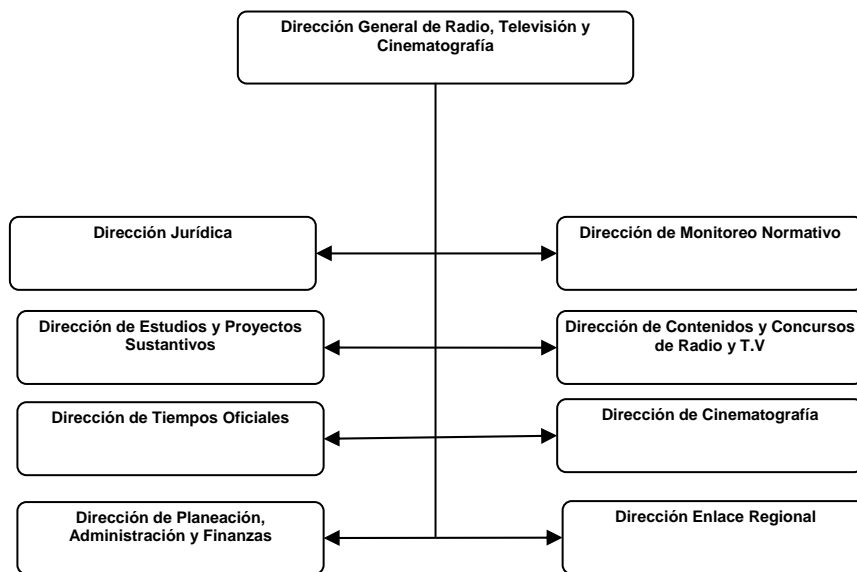 Dirección General de Radio, Televisión y
Cinematografía
Dirección Jurídica
Dirección de Monitoreo Normativo
Dirección de Estudios y Proyectos
Sustantivos
Dirección de Contenidos y Concursos
de Radio y T.V
Dirección de Tiempos Oficiales
Dirección de Cinematografía
Dirección de Planeación,
Administración y Finanzas
Dirección Enlace Regional